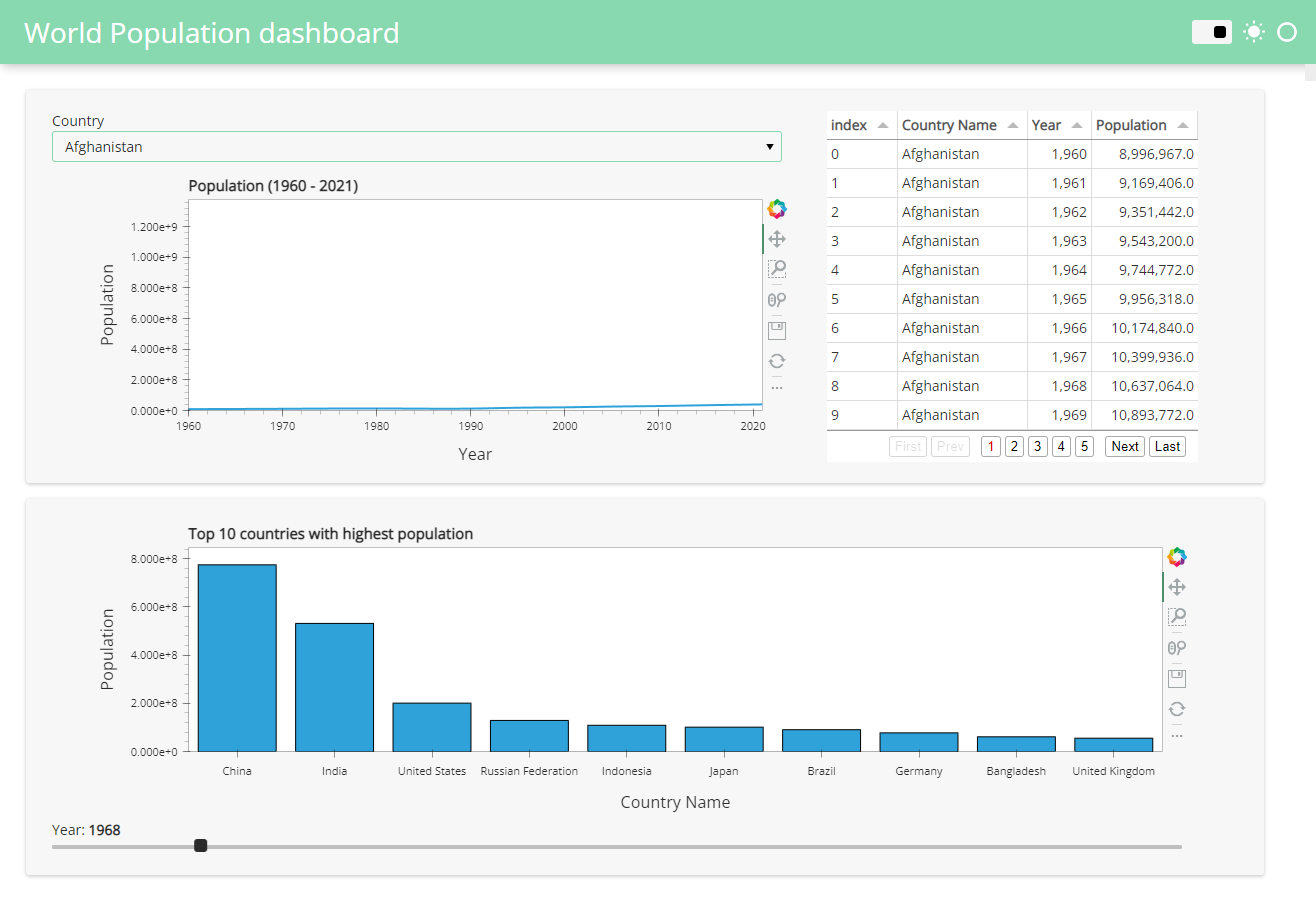 World Population dashboard
Country
Afghanistan
Population (1960 - 2021)
Population
1.200e+9
1.000e+9
8.000e+8
6.000e+8
4.000e+8
2.000e+8
0.000e+0
1960 1970 1980 1990 2000 2010 2020
Year
index Country Name Year Population
0 Afghanistan 1,960 8,996,967.0
1 Afghanistan 1,961 9,169,406.0
2 Afghanistan 1,962 9,351,442.0
3 Afghanistan 1,963 9,543,200.0
4 Afghanistan 1,964 9,744,772.0
5 Afghanistan 1,965 9,956,318.0
6 Afghanistan 1,966 10,174,840.0
7 Afghanistan 1,967 10,399,936.0
8 Afghanistan 1,968 10,637,064.0
9 Afghanistan 1,969 10,893,772.0
First Prev 1 2 3 4 5 Next Last
Top 10 countries with highest population
Population
8.000e+8
6.000e+8
4.000e+8
2.000e+8
0.000e+0
China India United States Russian Federation Indonesia Japan Brazil Germany Bangladesh United Kingdom
Country Name
Year: 1968